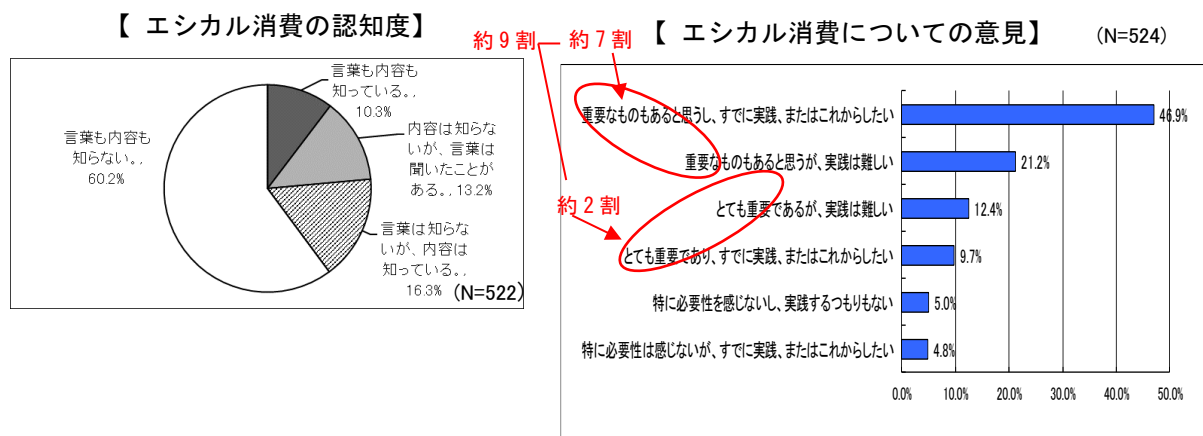 【 エシカル消費の認知度】
言葉も内容も
知っている。,
10.3%
内容は知らな
いが、言葉は
聞いたことが
ある。, 13.2%
言葉は知らな
いが、内容は
知っている。,
16.3%
言葉も内容も
知らない。,
60.2%
(N=522)
約9割
約7割
約2割
【 エシカル消費についての意見】
(N=524)
重要なものもあると思うし、すでに実践、またはこれからしたい 46.9%
重要なものもあると思うが、実践は難しい 21.2%
とても重要であるが、実践は難しい 12.4%
とても重要であり、すでに実践、またはこれからしたい 9.7%
特に必要性を感じないし、実践するつもりもない 5.0%
特に必要性は感じないが、すでに実践、またはこれからしたい 4.8%
0.0% 10.0% 20.0% 30.0% 40.0% 50.0%